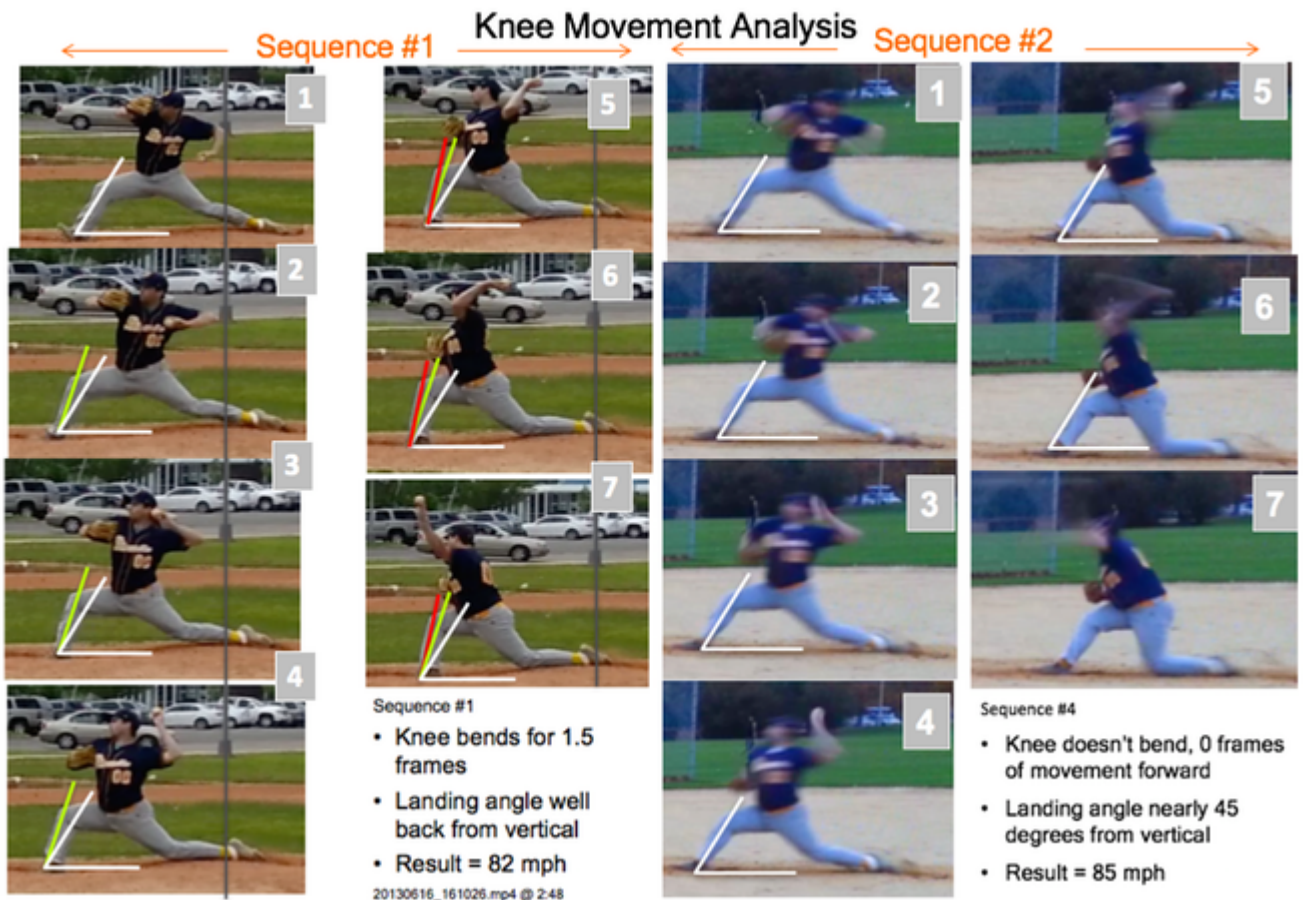 Knee Movement Analysis
Sequence #1
Sequence #2
1
2
3
4
5
6
7
Sequence #1
• Knee bends for 1.5
frames
• Landing angle well
back from vertical
• Result = 82 mph
20130616_161026.mp4 @ 2:48
1
2
3
4
5
6
7
Sequence #4
• Knee doesn't bend, 0 frames
of movement forward
• Landing angle nearly 45
degrees from vertical
• Result = 85 mph